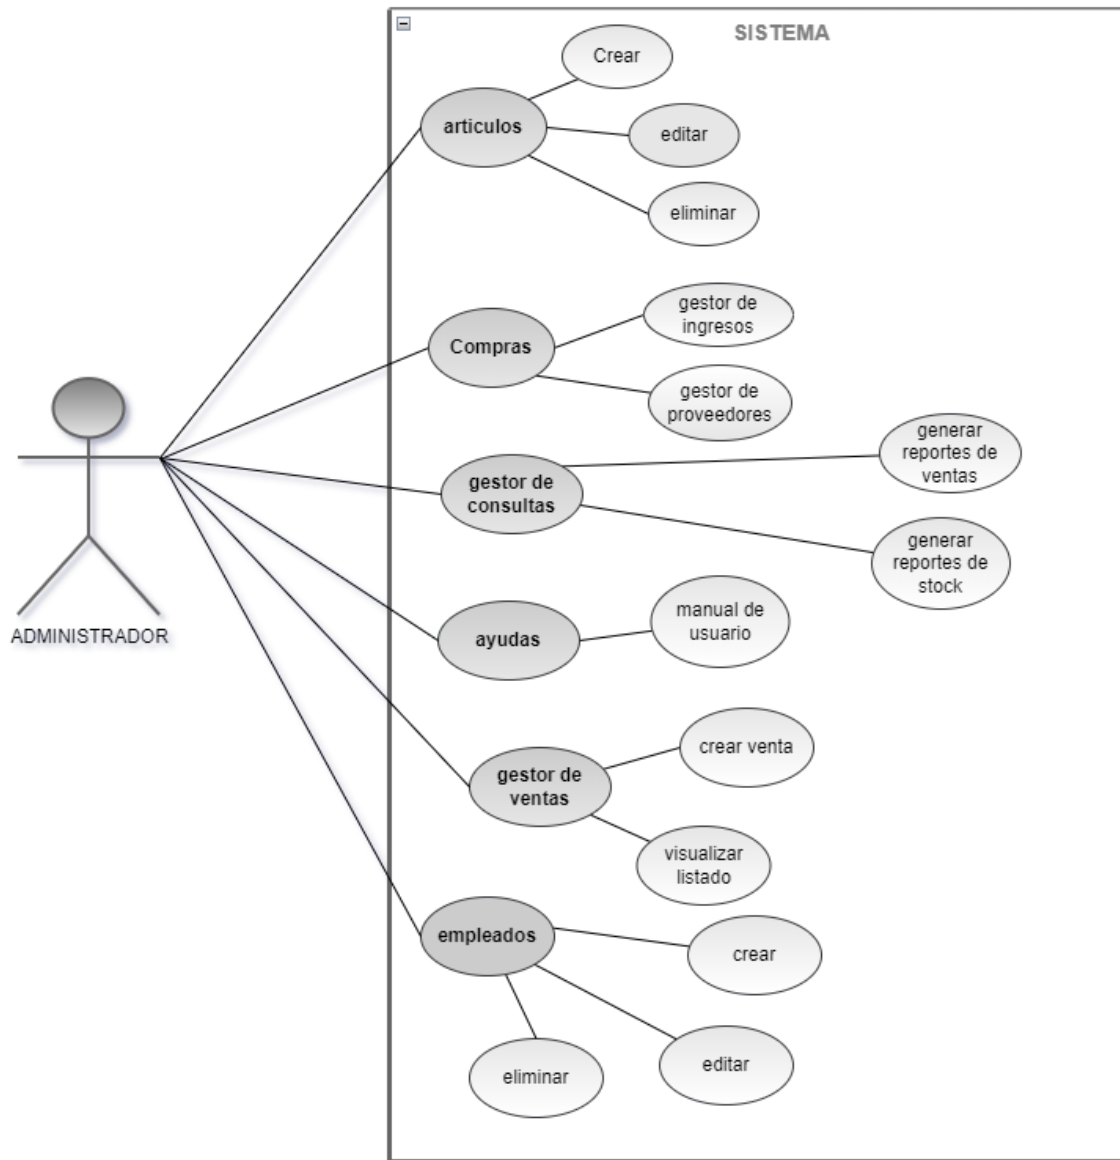 SISTEMA
Crear
articulos
editar
eliminar
gestor de
ingresos
Compras
gestor de
proveedores
generar
reportes de
ventas
gestor de
consultas
generar
reportes de
stock
ADMINISTRADOR
manual de
usuario
ayudas
crear venta
gestor de
ventas
visualizar
listado
empleados
crear
editar
eliminar